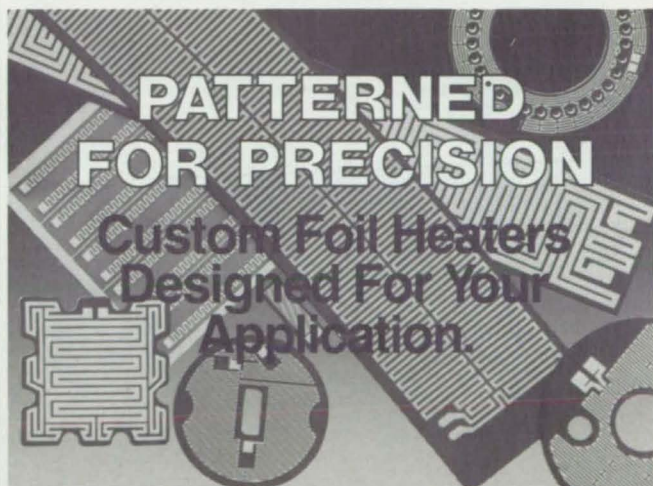 PATTERNED
FOR PRECISION
Custom Foil Heaters
Designed For Your
Application.